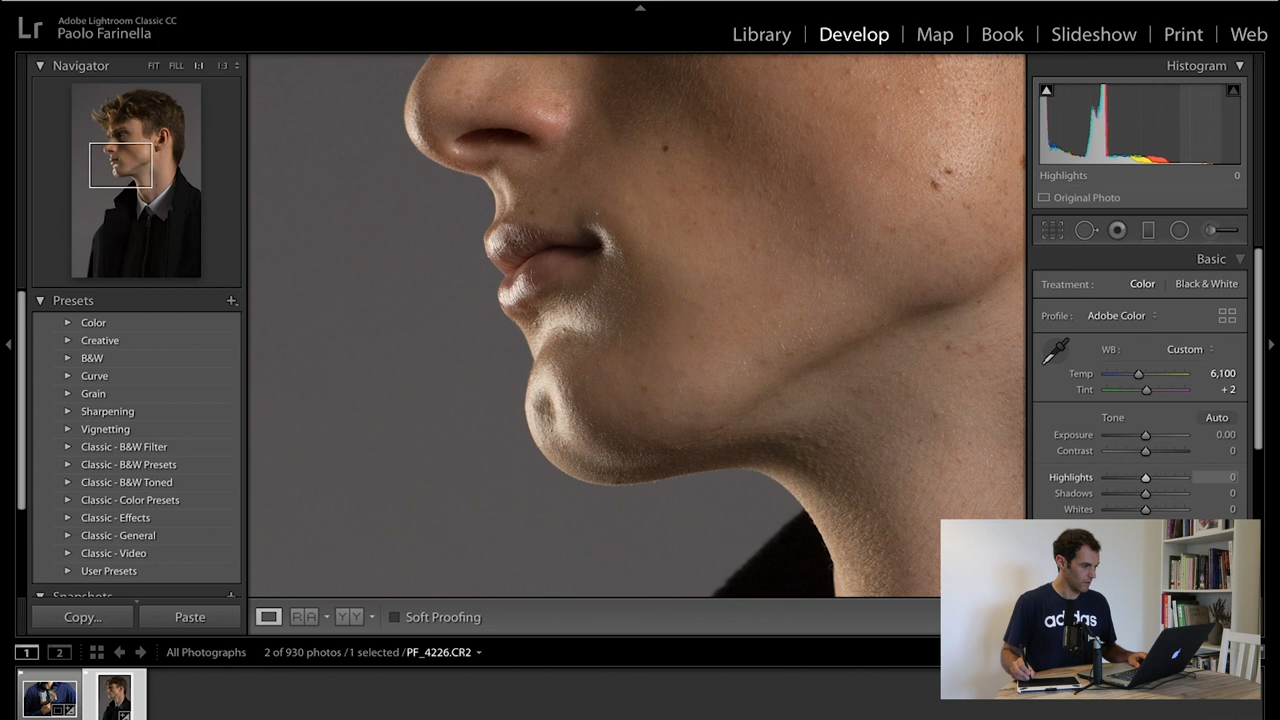 Lr
Adobe Lightroom Classic CC
Paolo Farinella
Library | Develop | Map | Book | Slideshow | Print | Web
Navigator FIT FILL 1:1 1:3
Histogram
Highlights 0
Original Photo
Basic
Treatment : Color | Black & White
Profile : Adobe Color
WB : Custom
Temp 6,100
Tint + 2
Tone Auto
Exposure 0.00
Contrast 0
Highlights 0
Shadows 0
Whites 0
Presets +
Color
Creative
B&W
Curve
Grain
Sharpening
Vignetting
Classic - B&W Filter
Classic - B&W Presets
Classic - B&W Toned
Classic - Color Presets
Classic - Effects
Classic - General
Classic - Video
User Presets
Snapshots +
Copy... Paste
R A Y Y Soft Proofing
1 2 All Photographs 2 of 930 photos / 1 selected / PF_4226.CR2
adidas